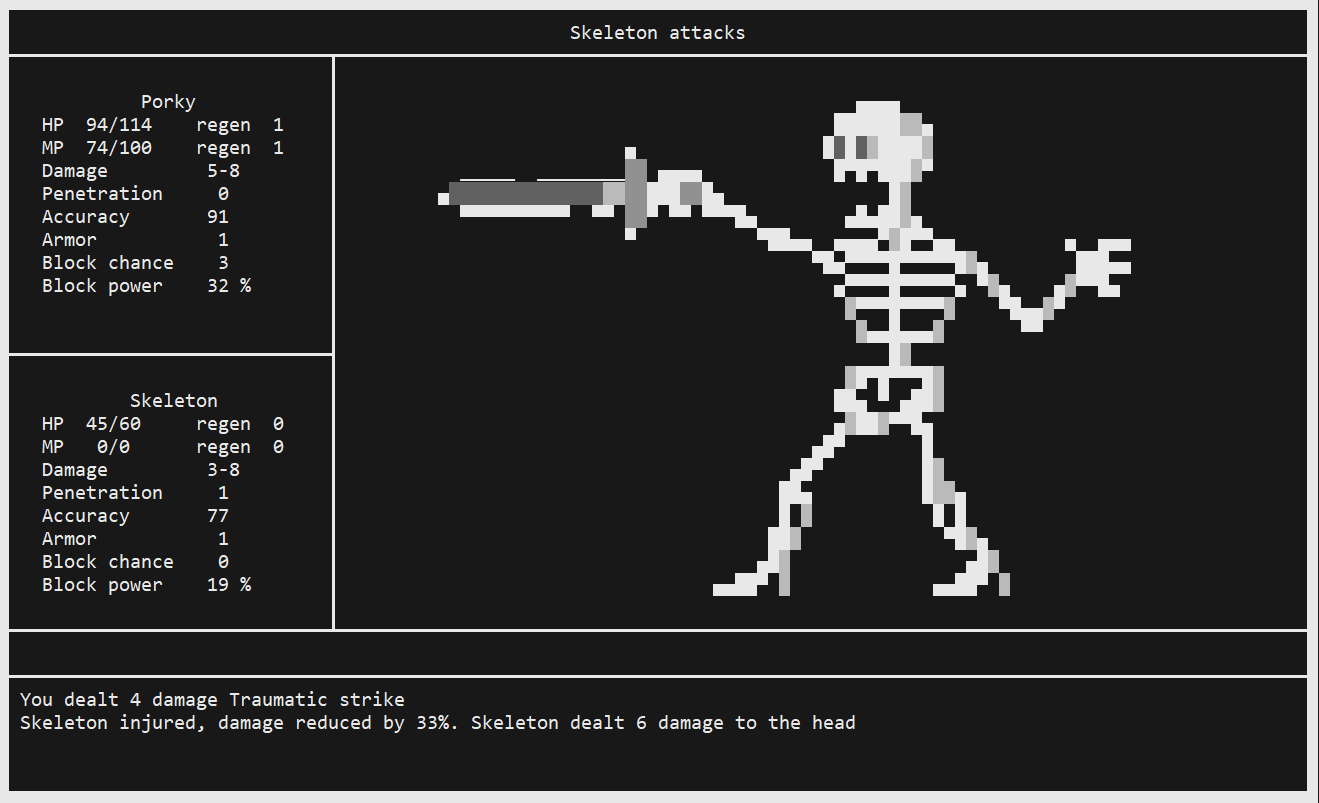 Skeleton attacks
Porky
HP 94/114 regen 1
MP 74/100 regen 1
Damage 5-8
Penetration 0
Accuracy 91
Armor 1
Block chance 3
Block power 32 %
Skeleton
HP 45/60 regen 0
MP 0/0 regen 0
Damage 3-8
Penetration 1
Accuracy 77
Armor 1
Block chance 0
Block power 19 %
You dealt 4 damage Traumatic strike
Skeleton injured, damage reduced by 33%. Skeleton dealt 6 damage to the head